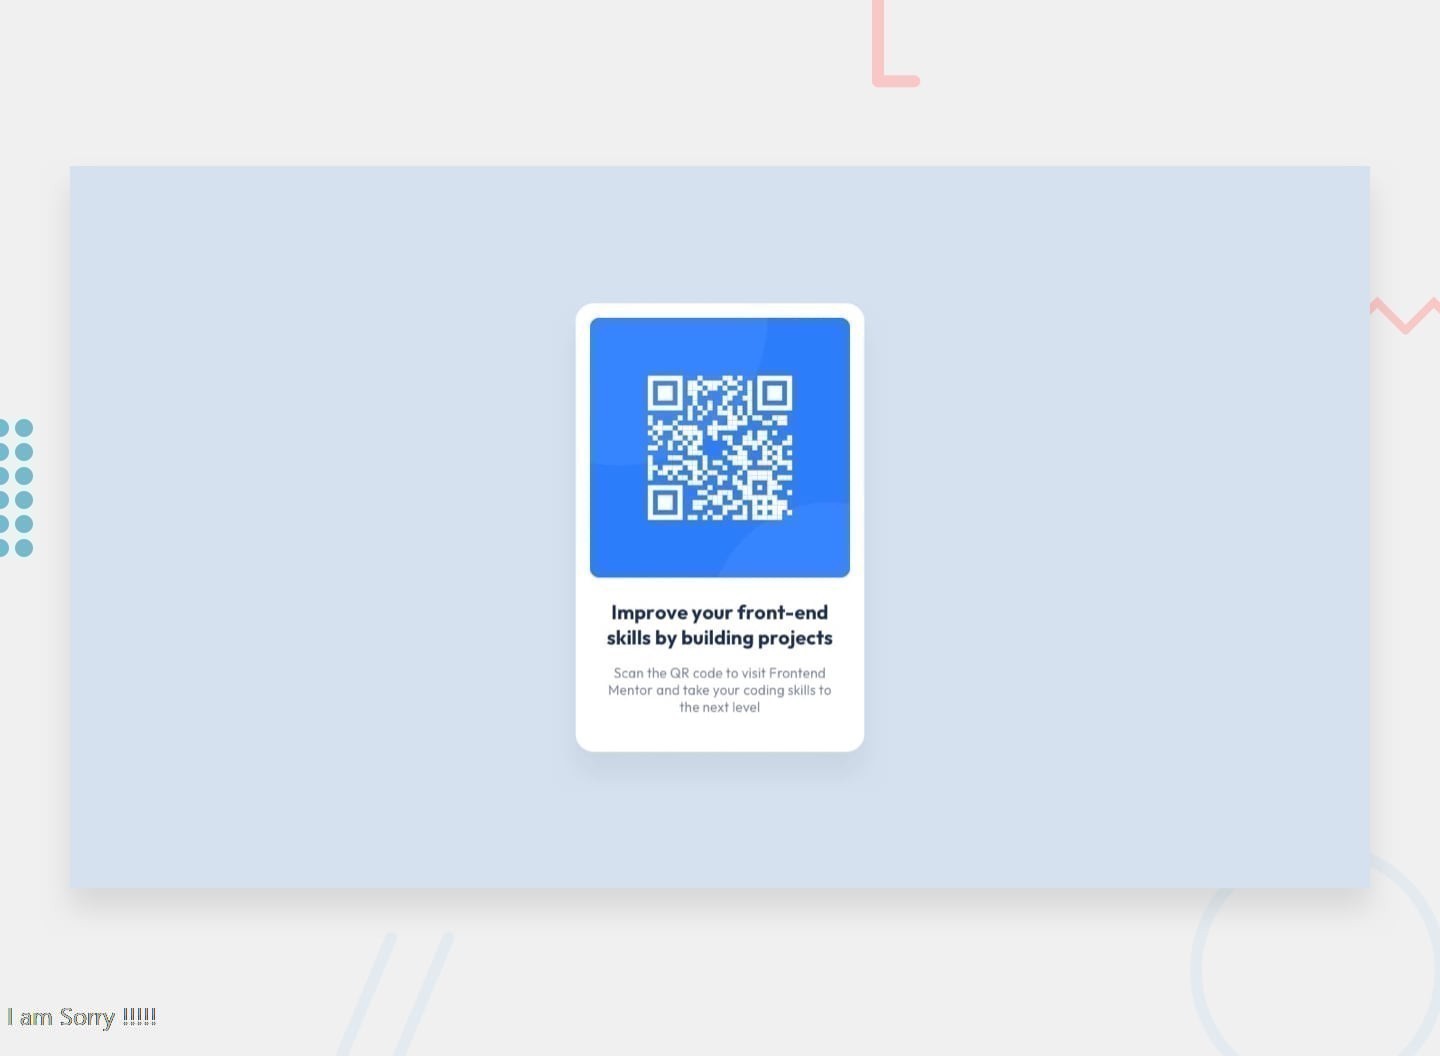 Improve your front-end
skills by building projects
Scan the QR code to visit Frontend
Mentor and take your coding skills to
the next level
I am Sorry !!!!!